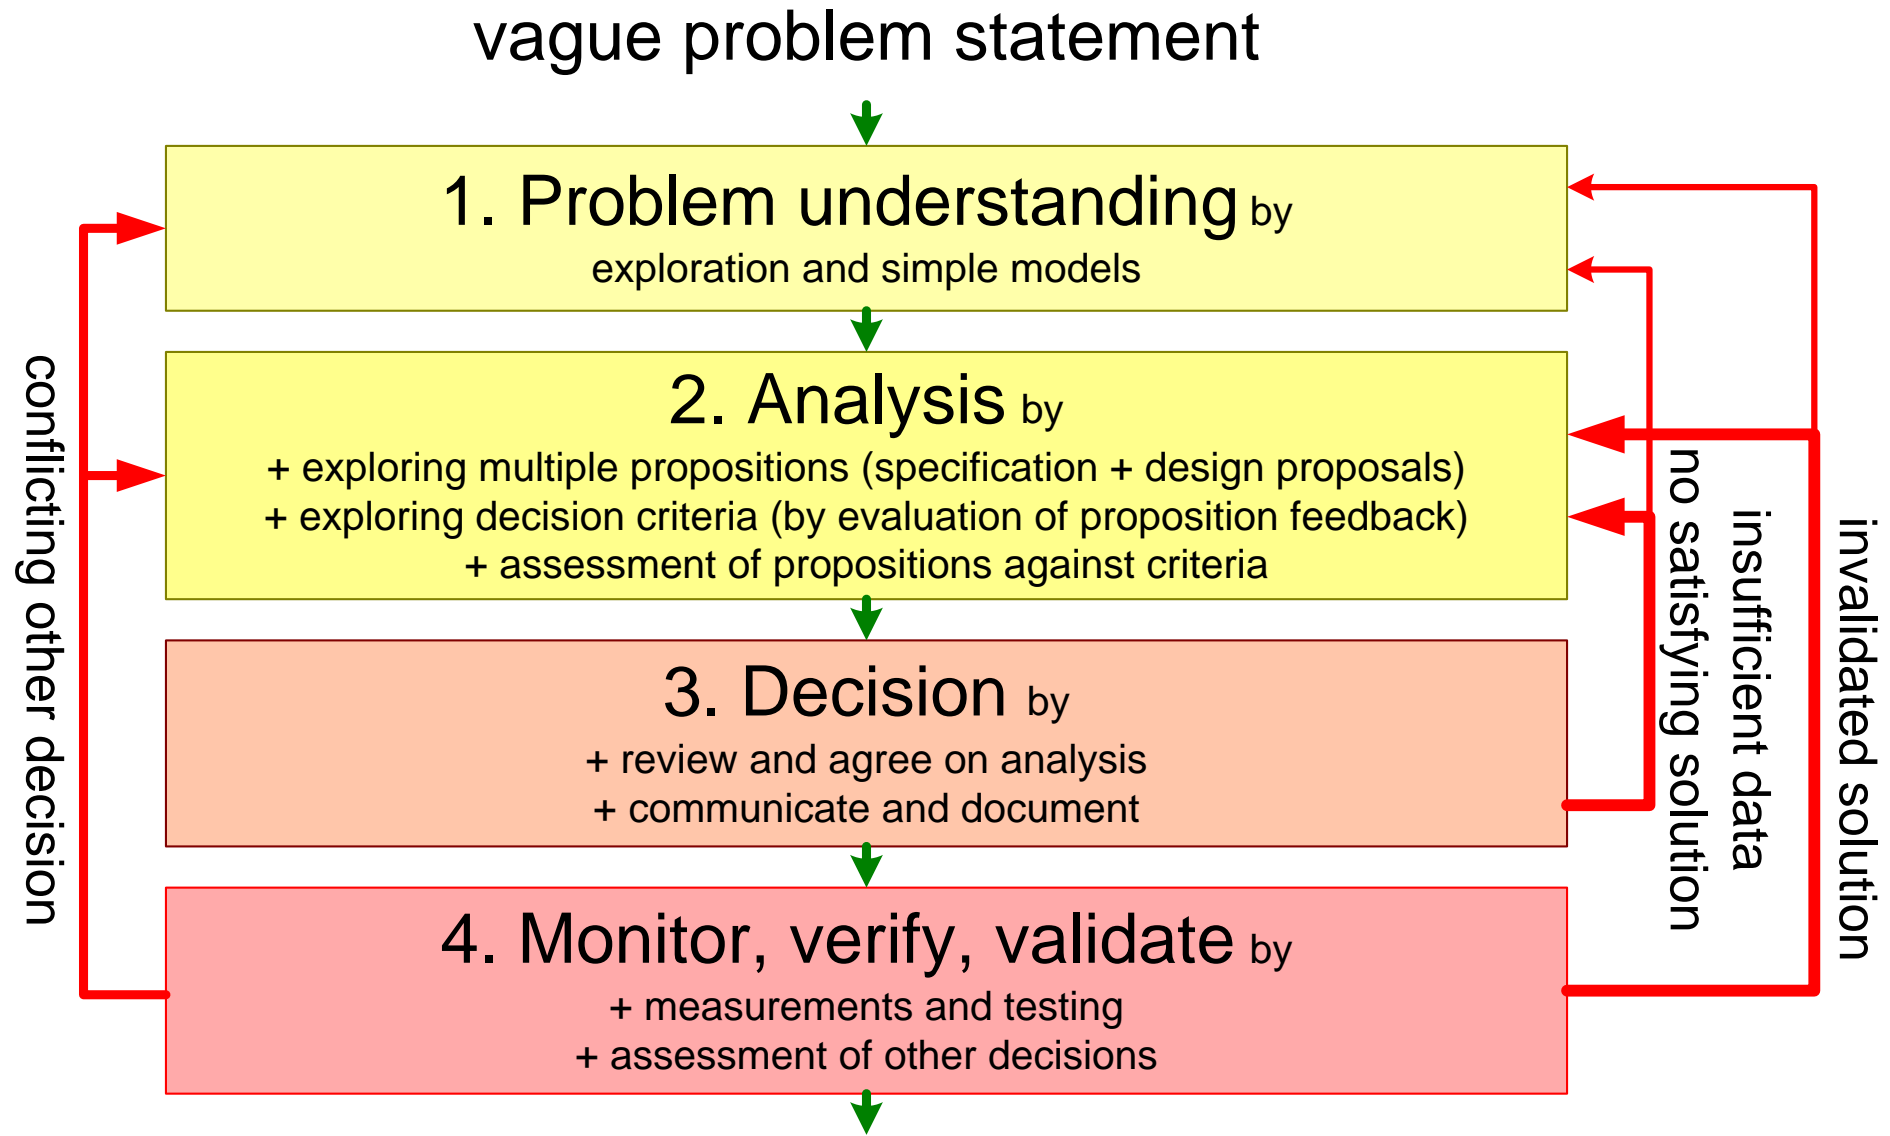 vague problem statement
1. Problem understanding by
exploration and simple models
2. Analysis by
+ exploring multiple propositions (specification + design proposals)
+ exploring decision criteria (by evaluation of proposition feedback)
+ assessment of propositions against criteria
3. Decision by
+ review and agree on analysis
+ communicate and document
4. Monitor, verify, validate by
+ measurements and testing
+ assessment of other decisions
conflicting other decision
insufficient data
no satisfying solution
invalidated solution